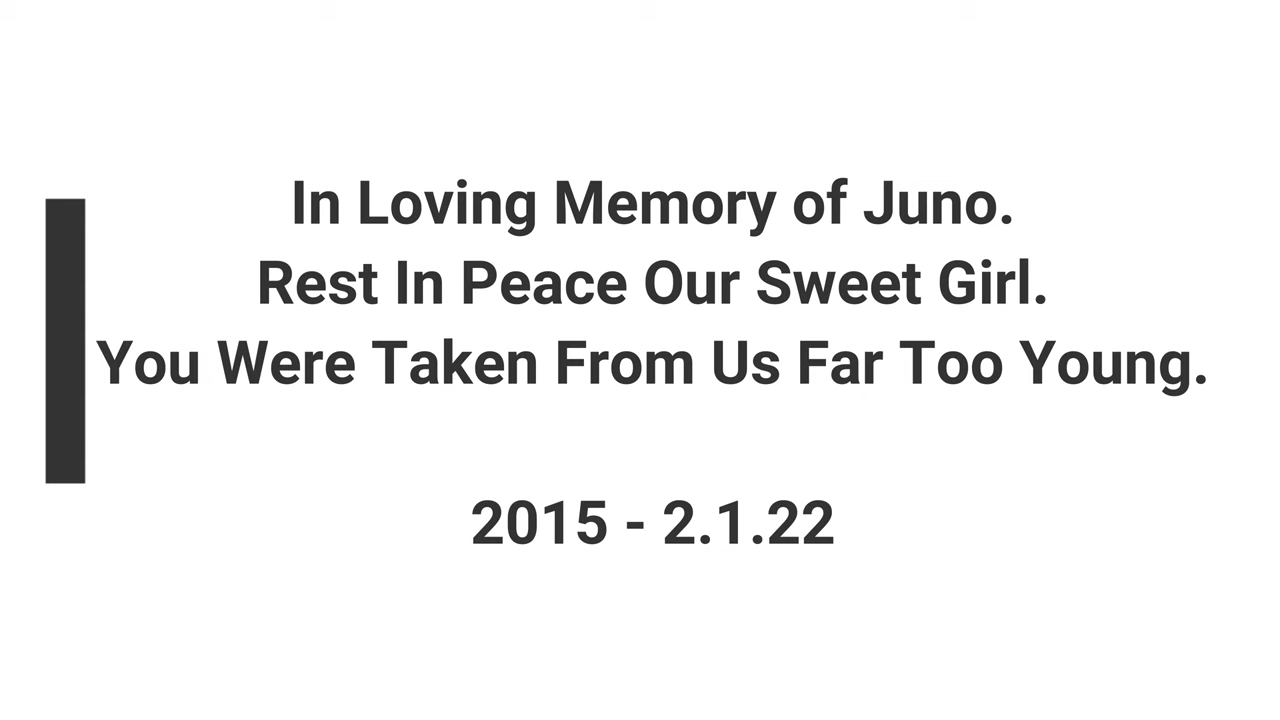 In Loving Memory of Juno.
Rest In Peace Our Sweet Girl.
You Were Taken From Us Far Too Young.
2015 - 2.1.22